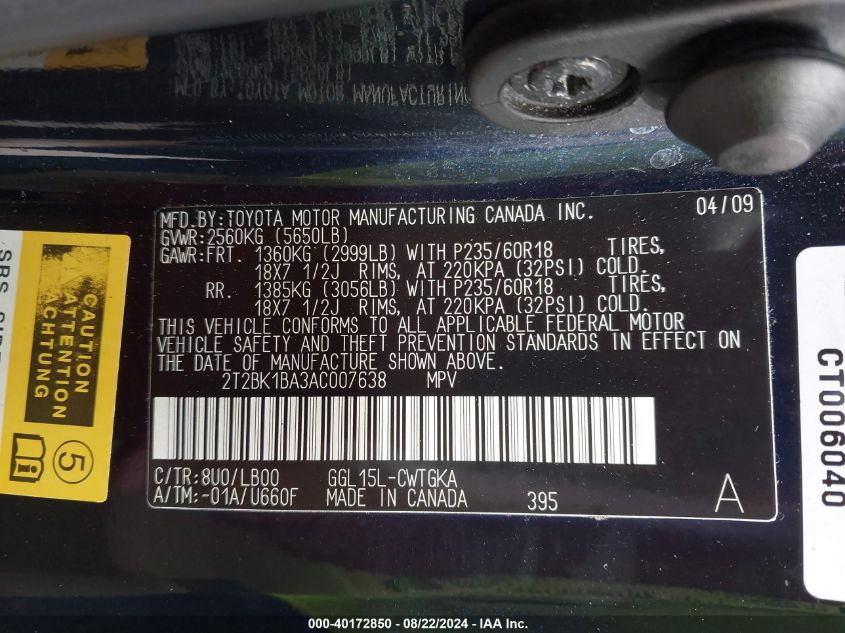 MFD. BY: TOYOTA MOTOR MANUFACTURING CANADA INC. 04/09
GVWR: 2560KG (5650LB)
GAWR: FRT. 1360KG (2999LB) WITH P235/60R18 TIRES,
18X7 1/2J RIMS, AT 220KPA (32PSI) COLD.
RR. 1385KG (3056LB) WITH P235/60R18 TIRES,
18X7 1/2J RIMS, AT 220KPA (32PSI) COLD.
THIS VEHICLE CONFORMS TO ALL APPLICABLE FEDERAL MOTOR
VEHICLE SAFETY AND THEFT PREVENTION STANDARDS IN EFFECT ON
THE DATE OF MANUFACTURE SHOWN ABOVE.
2T2BK1BA3AC007638 MPV
C/TR: 8U0/LB00 GGL15L-CWTGKA
A/TM: -01A/U660F MADE IN CANADA 395 A
CAUTION
ATTENTION
ACHTUNG
5
CT006040
000-40172850 - 08/22/2024 - IAA Inc.